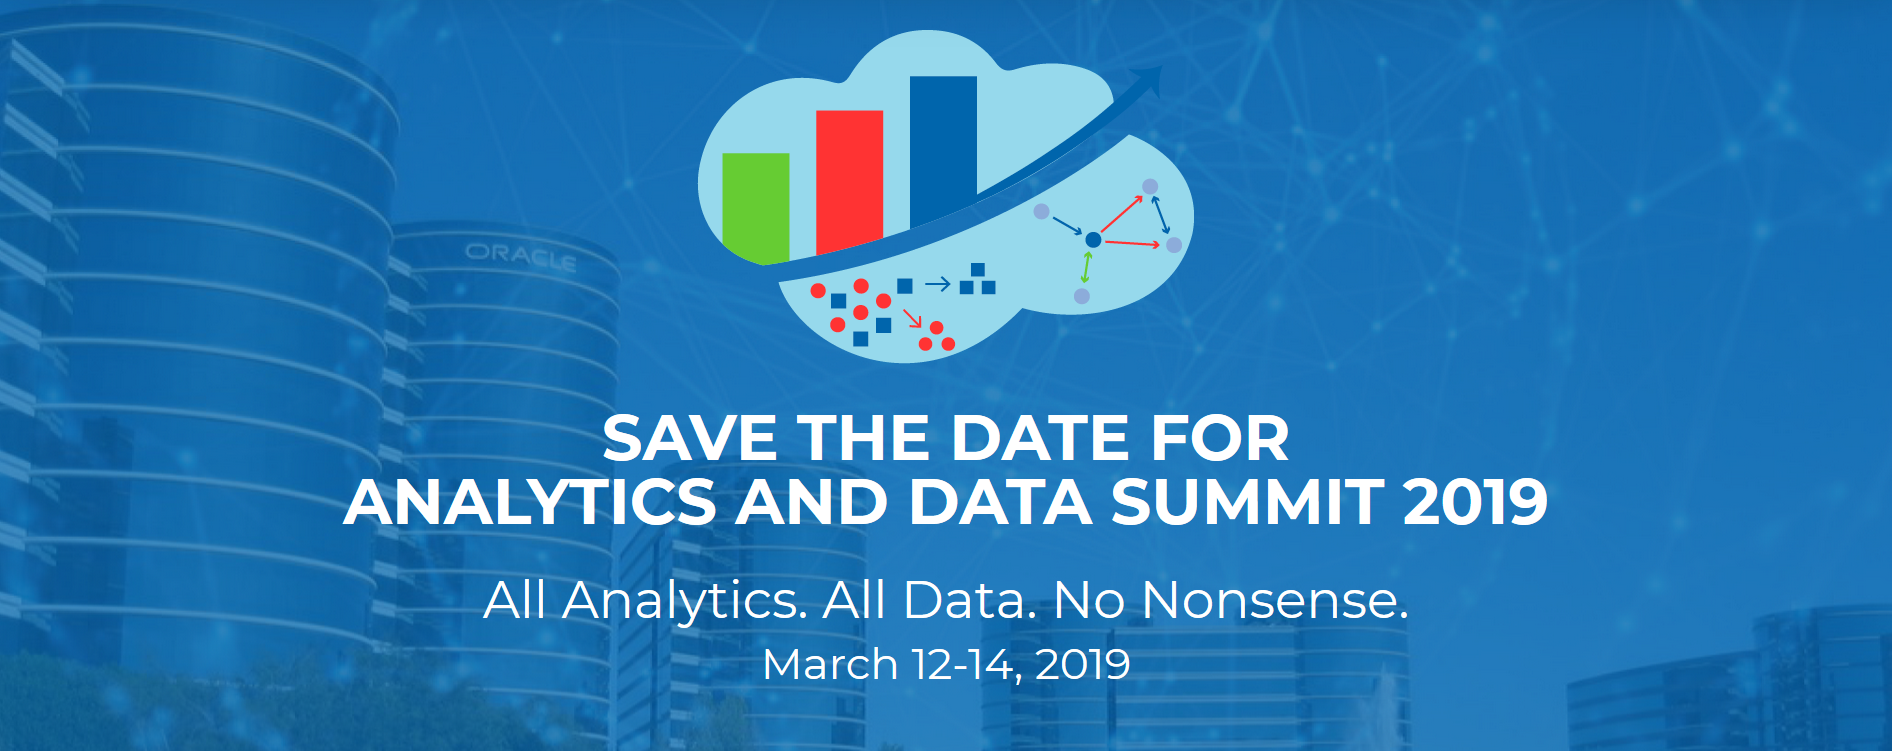 ORACLE
SAVE THE DATE FOR
ANALYTICS AND DATA SUMMIT 2019
All Analytics. All Data. No Nonsense.
March 12-14, 2019